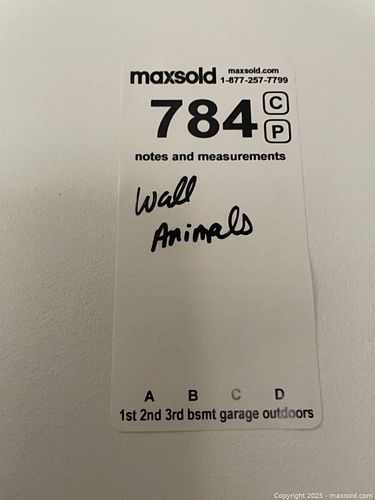 maxsold maxsold.com
1-877-257-7799
784 C
P
notes and measurements
Wall
Animals
A B C D
1st 2nd 3rd bsmt garage outdoors
Copyright 2025 - maxsold.com